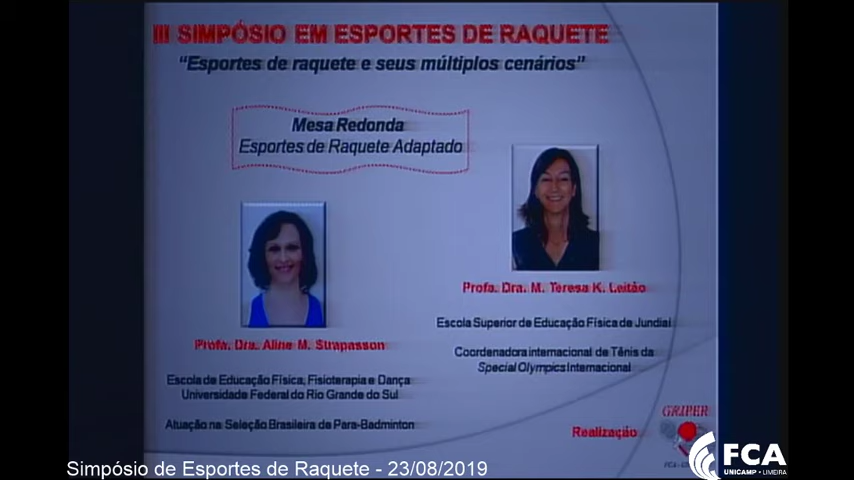 III SIMPÓSIO EM ESPORTES DE RAQUETE
“Esportes de raquete e seus múltiplos cenários”
Mesa Redonda
Esportes de Raquete Adaptado
Profa. Dra. Aline M. Strapasson
Escola de Educação Física, Fisioterapia e Dança
Universidade Federal do Rio Grande do Sul
Atuação na Seleção Brasileira de Para-Badminton
Profa. Dra. M. Teresa K. Leitão
Escola Superior de Educação Física de Jundiaí
Coordenadora internacional de Tênis da
Special Olympics Internacional
Realização
GRIPER
FCA
UNICAMP • LIMEIRA
Simpósio de Esportes de Raquete - 23/08/2019